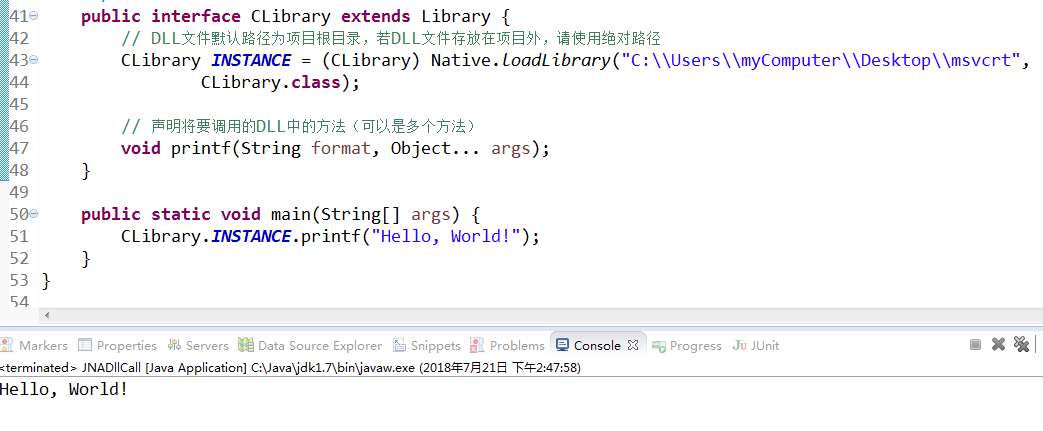 41 public interface CLibrary extends Library {
42 // DLL文件默认路径为项目根目录，若DLL文件存放在项目外，请使用绝对路径
43 CLibrary INSTANCE = (CLibrary) Native.loadLibrary("C:\\Users\\myComputer\\Desktop\\msvcrt",
44 CLibrary.class);
45
46 // 声明将要调用的DLL中的方法（可以是多个方法）
47 void printf(String format, Object... args);
48 }
49
50 public static void main(String[] args) {
51 CLibrary.INSTANCE.printf("Hello, World!");
52 }
53 }
54
Markers Properties Servers Data Source Explorer Snippets Problems Console Progress JUnit
<terminated> JNADllCall [Java Application] C:\Java\jdk1.7\bin\javaw.exe (2018年7月21日 下午2:47:58)
Hello, World!